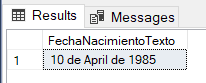 Results Messages
FechaNacimientoTexto
1 10 de April de 1985